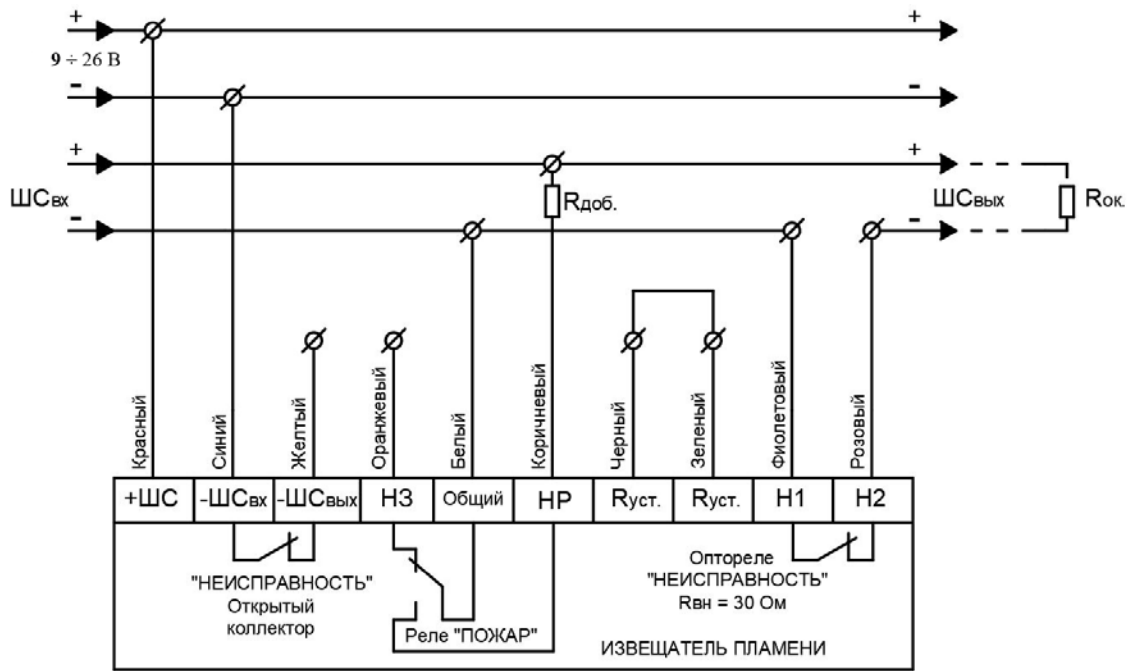 + +
9 ÷ 26 В
- -
+ +
ШСвх Rдоб. ШСвых Rок.
- -
Красный
Синий
Желтый
Оранжевый
Белый
Коричневый
Черный
Зеленый
Фиолетовый
Розовый
+ШС -ШСвх -ШСвых НЗ Общий НР Rуст. Rуст. Н1 Н2
"НЕИСПРАВНОСТЬ"
Открытый
коллектор
Реле "ПОЖАР"
Оптореле
"НЕИСПРАВНОСТЬ"
Rвн = 30 Ом
ИЗВЕЩАТЕЛЬ ПЛАМЕНИ